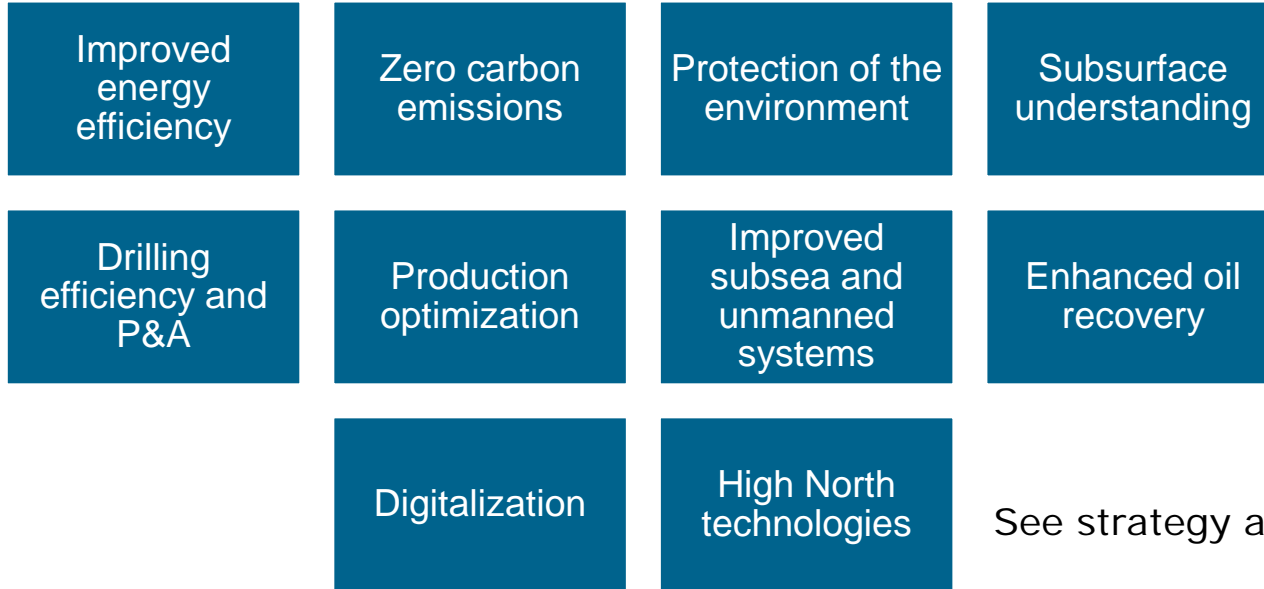 Improved
energy
efficiency
Zero carbon
emissions
Protection of the
environment
Subsurface
understanding
Drilling
efficiency and
P&A
Production
optimization
Improved
subsea and
unmanned
systems
Enhanced oil
recovery
Digitalization
High North
technologies
See strategy a